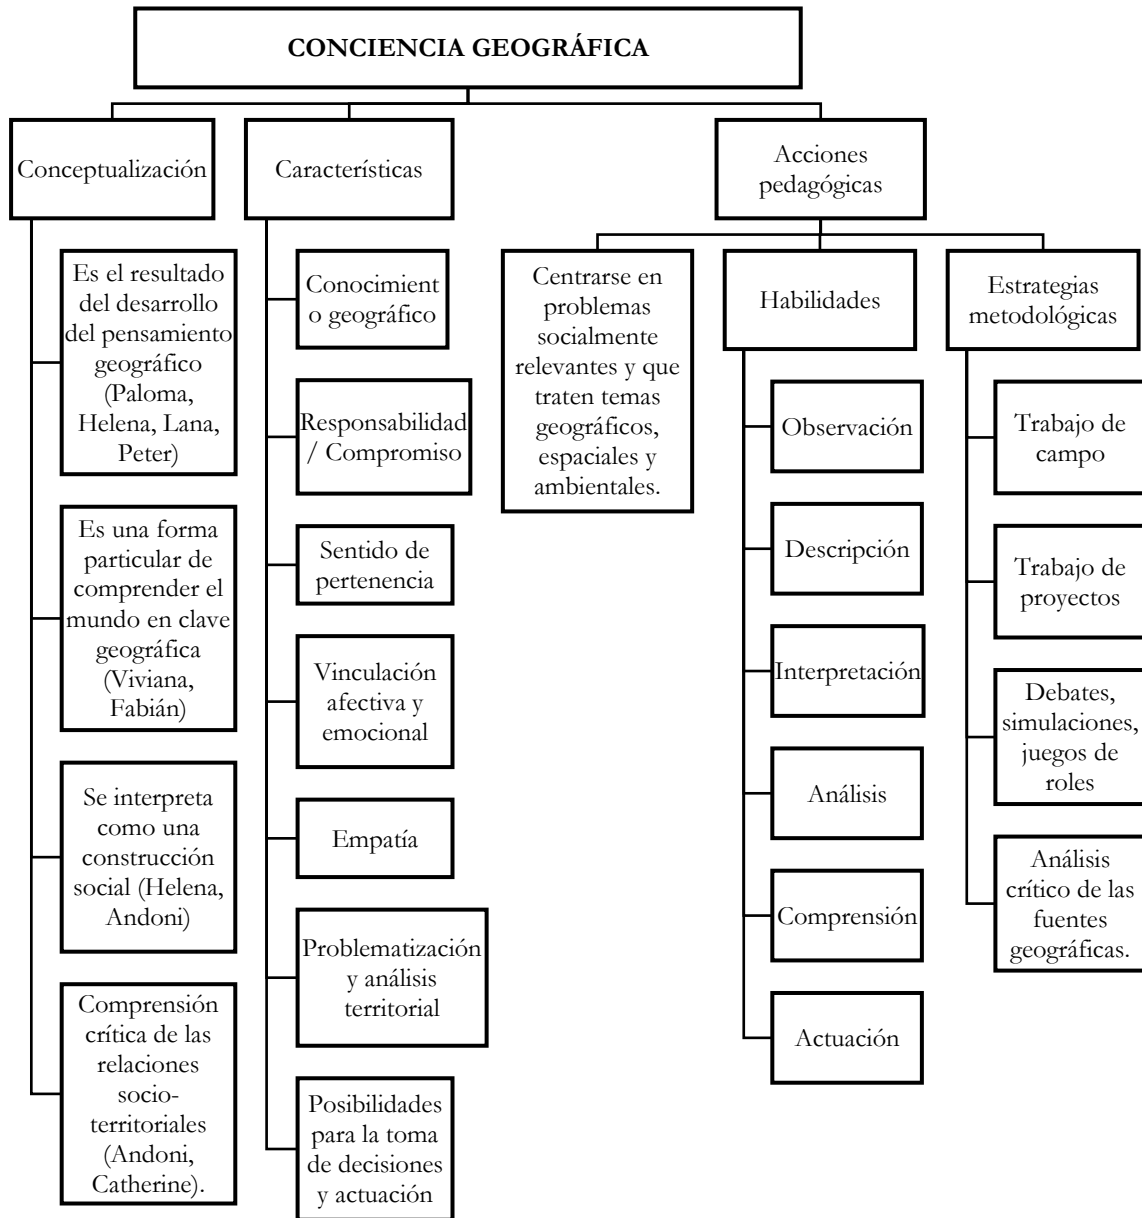 CONCIENCIA GEOGRÁFICA
Conceptualización
Es el resultado
del desarrollo
del pensamiento
geográfico
(Paloma,
Helena, Lana,
Peter)
Es una forma
particular de
comprender el
mundo en clave
geográfica
(Viviana,
Fabián)
Se interpreta
como una
construcción
social (Helena,
Andoni)
Comprensión
crítica de las
relaciones
socio-
territoriales
(Andoni,
Catherine).
Características
Conocimient
o geográfico
Responsabilidad
/ Compromiso
Sentido de
pertenencia
Vinculación
afectiva y
emocional
Empatía
Problematización
y análisis
territorial
Posibilidades
para la toma
de decisiones
y actuación
Acciones
pedagógicas
Centrarse en
problemas
socialmente
relevantes y que
traten temas
geográficos,
espaciales y
ambientales.
Habilidades
Observación
Descripción
Interpretación
Análisis
Comprensión
Actuación
Estrategias
metodológicas
Trabajo de
campo
Trabajo de
proyectos
Debates,
simulaciones,
juegos de
roles
Análisis
crítico de las
fuentes
geográficas.